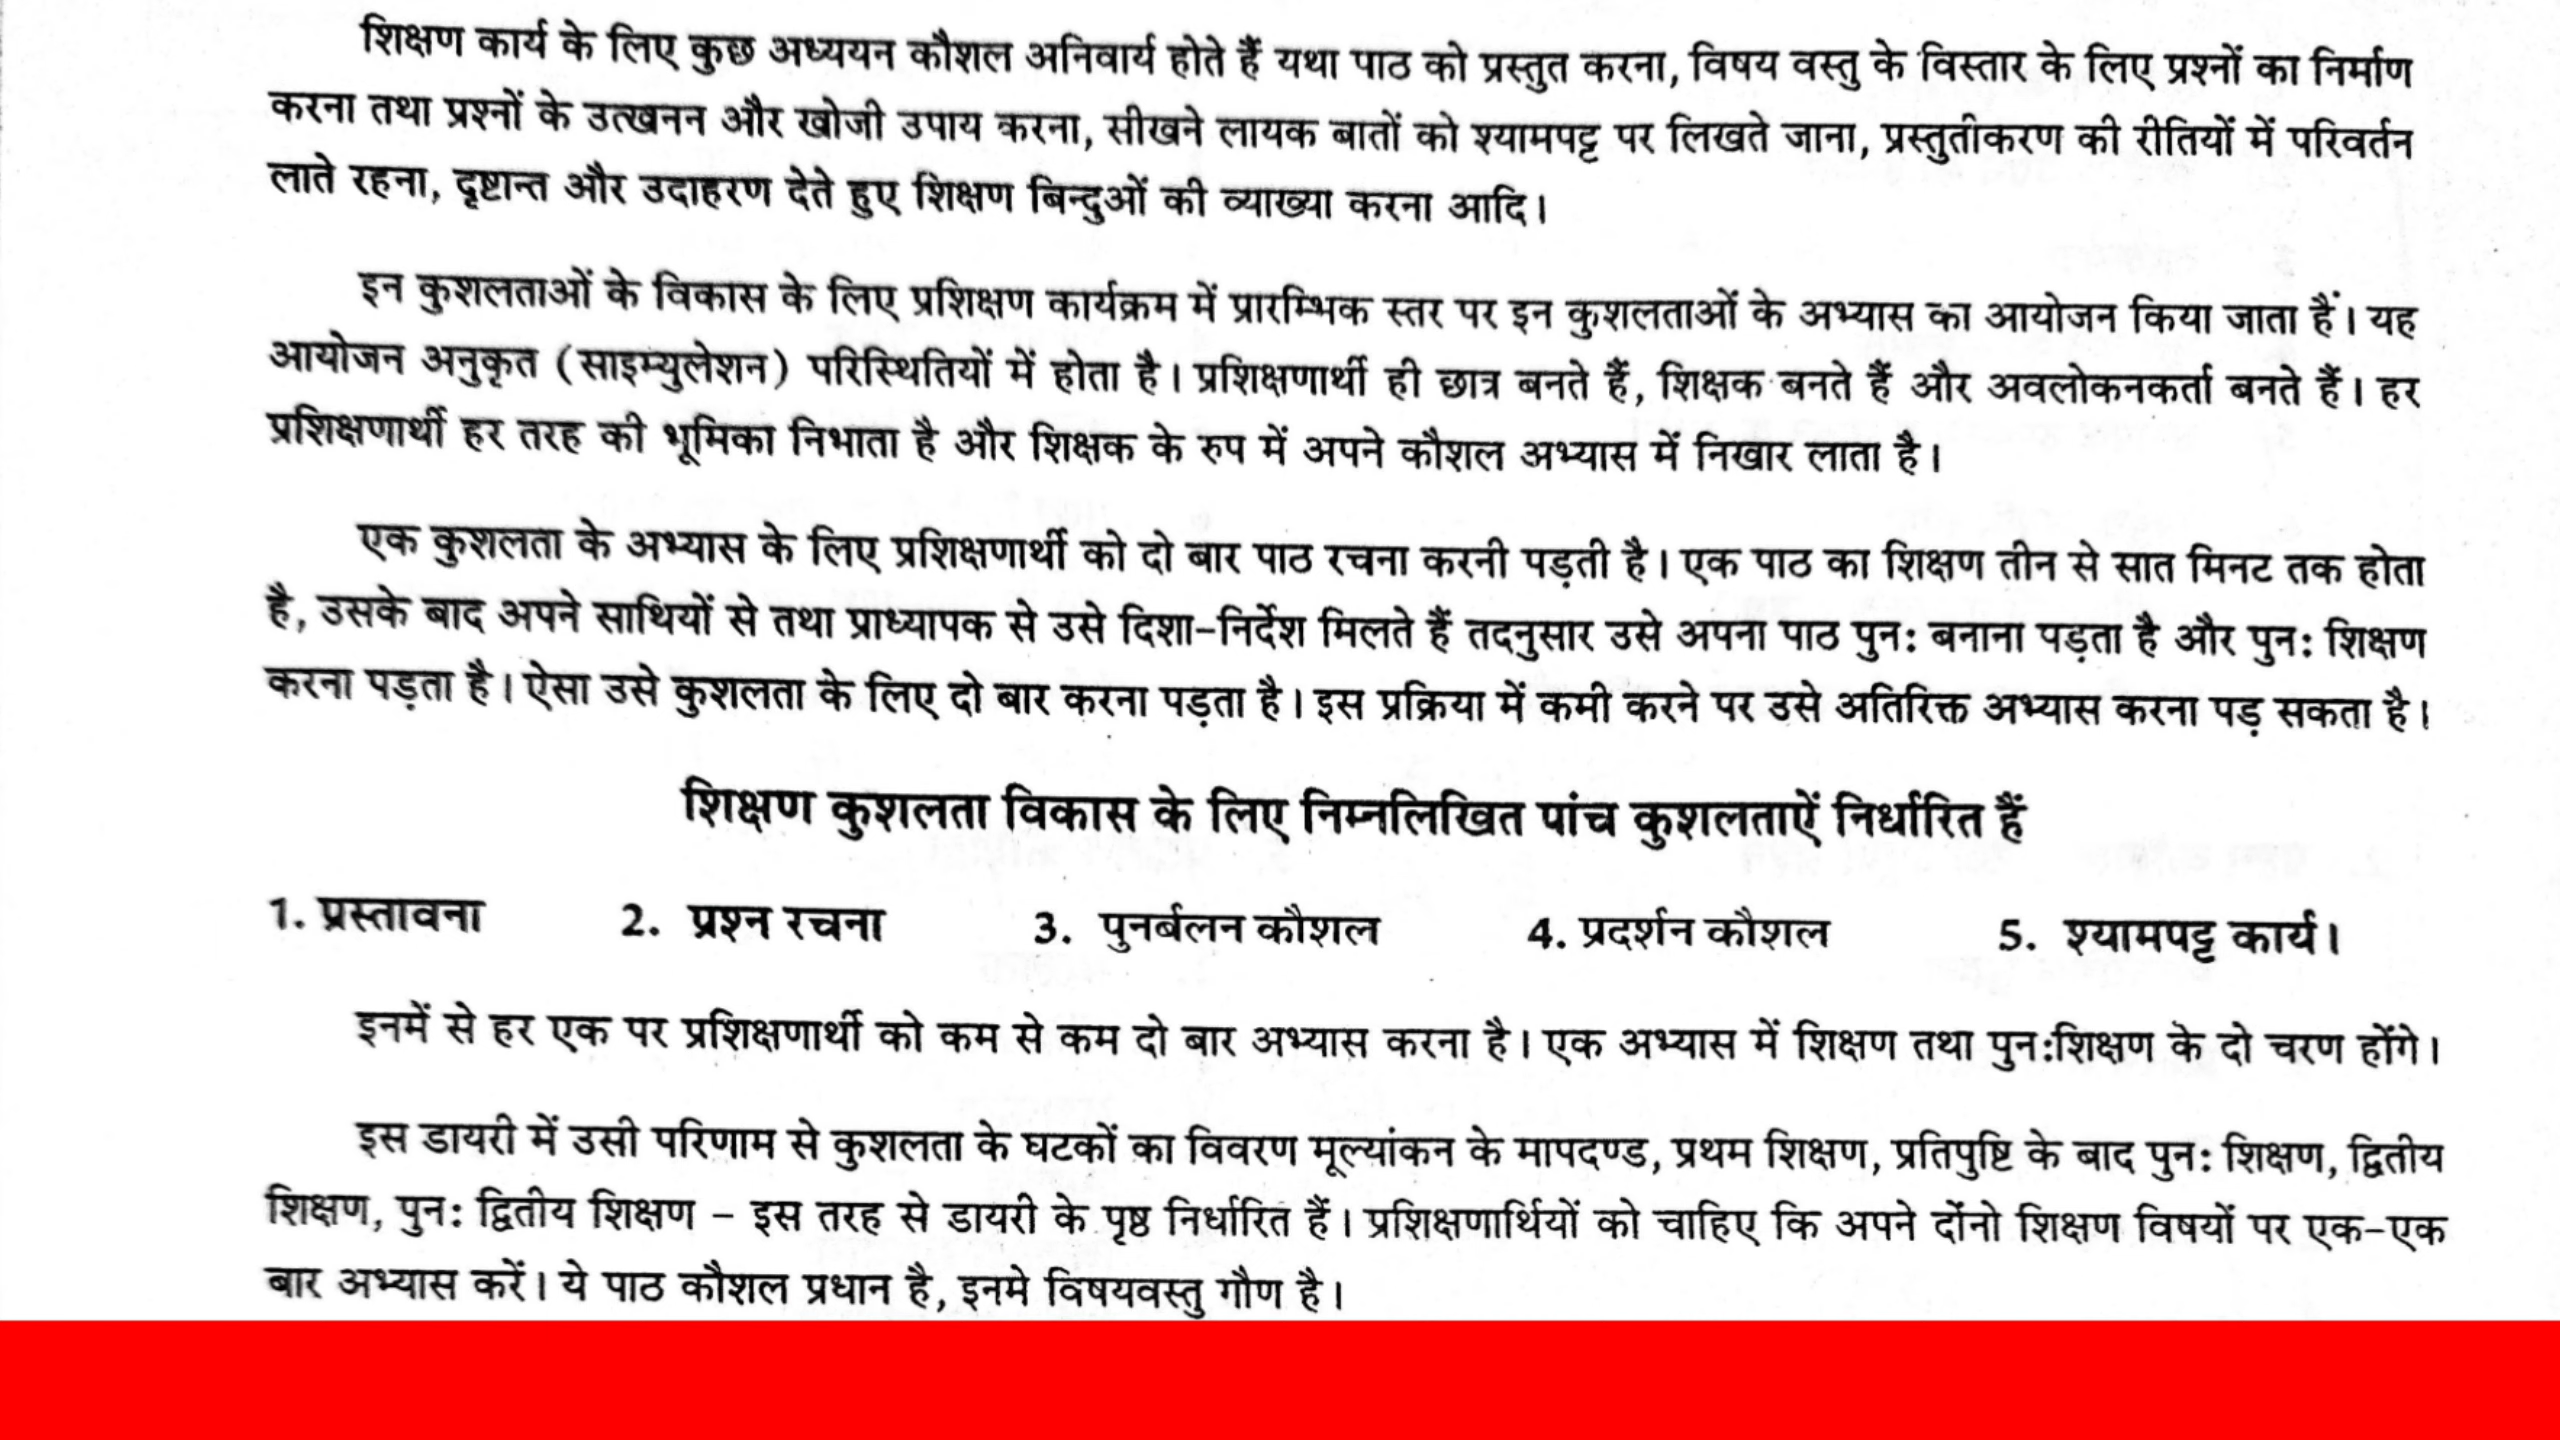 शिक्षण कार्य के लिए कुछ अध्ययन कौशल अनिवार्य होते हैं यथा पाठ को प्रस्तुत करना, विषय वस्तु के विस्तार के लिए प्रश्नों का निर्माण
करना तथा प्रश्नों के उत्खनन और खोजी उपाय करना, सीखने लायक बातों को श्यामपट्ट पर लिखते जाना, प्रस्तुतीकरण की रीतियों में परिवर्तन
लाते रहना, दृष्टान्त और उदाहरण देते हुए शिक्षण बिन्दुओं की व्याख्या करना आदि।
इन कुशलताओं के विकास के लिए प्रशिक्षण कार्यक्रम में प्रारम्भिक स्तर पर इन कुशलताओं के अभ्यास का आयोजन किया जाता हैं। यह
आयोजन अनुकृत (साइम्युलेशन) परिस्थितियों में होता है। प्रशिक्षणार्थी ही छात्र बनते हैं, शिक्षक बनते हैं और अवलोकनकर्ता बनते हैं। हर
प्रशिक्षणार्थी हर तरह की भूमिका निभाता है और शिक्षक के रुप में अपने कौशल अभ्यास में निखार लाता है।
एक कुशलता के अभ्यास के लिए प्रशिक्षणार्थी को दो बार पाठ रचना करनी पड़ती है। एक पाठ का शिक्षण तीन से सात मिनट तक होता
है, उसके बाद अपने साथियों से तथा प्राध्यापक से उसे दिशा-निर्देश मिलते हैं तदनुसार उसे अपना पाठ पुन: बनाना पड़ता है और पुन: शिक्षण
करना पड़ता है। ऐसा उसे कुशलता के लिए दो बार करना पड़ता है। इस प्रक्रिया में कमी करने पर उसे अतिरिक्त अभ्यास करना पड़ सकता है।
शिक्षण कुशलता विकास के लिए निम्नलिखित पांच कुशलताऐं निर्धारित हैं
1. प्रस्तावना 2. प्रश्न रचना 3. पुनर्बलन कौशल 4. प्रदर्शन कौशल 5. श्यामपट्ट कार्य।
इनमें से हर एक पर प्रशिक्षणार्थी को कम से कम दो बार अभ्यास करना है। एक अभ्यास में शिक्षण तथा पुन:शिक्षण के दो चरण होंगे।
इस डायरी में उसी परिणाम से कुशलता के घटकों का विवरण मूल्यांकन के मापदण्ड, प्रथम शिक्षण, प्रतिपुष्टि के बाद पुन: शिक्षण, द्वितीय
शिक्षण, पुन: द्वितीय शिक्षण – इस तरह से डायरी के पृष्ठ निर्धारित हैं। प्रशिक्षणार्थियों को चाहिए कि अपने दोंनो शिक्षण विषयों पर एक-एक
बार अभ्यास करें। ये पाठ कौशल प्रधान है, इनमे विषयवस्तु गौण है।